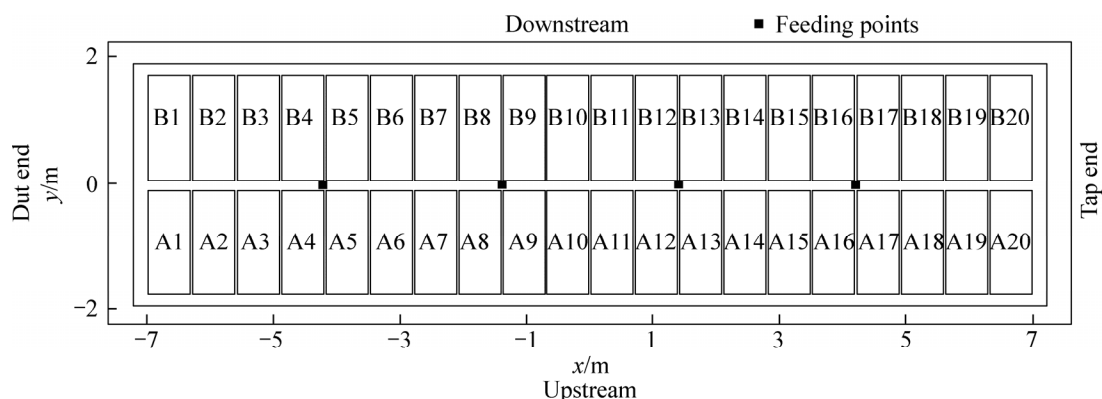 Downstream
Feeding points
2
B1 B2 B3 B4 B5 B6 B7 B8 B9 B10 B11 B12 B13 B14 B15 B16 B17 B18 B19 B20
Dut end
y/m
0
Tap end
A1 A2 A3 A4 A5 A6 A7 A8 A9 A10 A11 A12 A13 A14 A15 A16 A17 A18 A19 A20
−2
−7 −5 −3 −1 1 3 5 7
x/m
Upstream